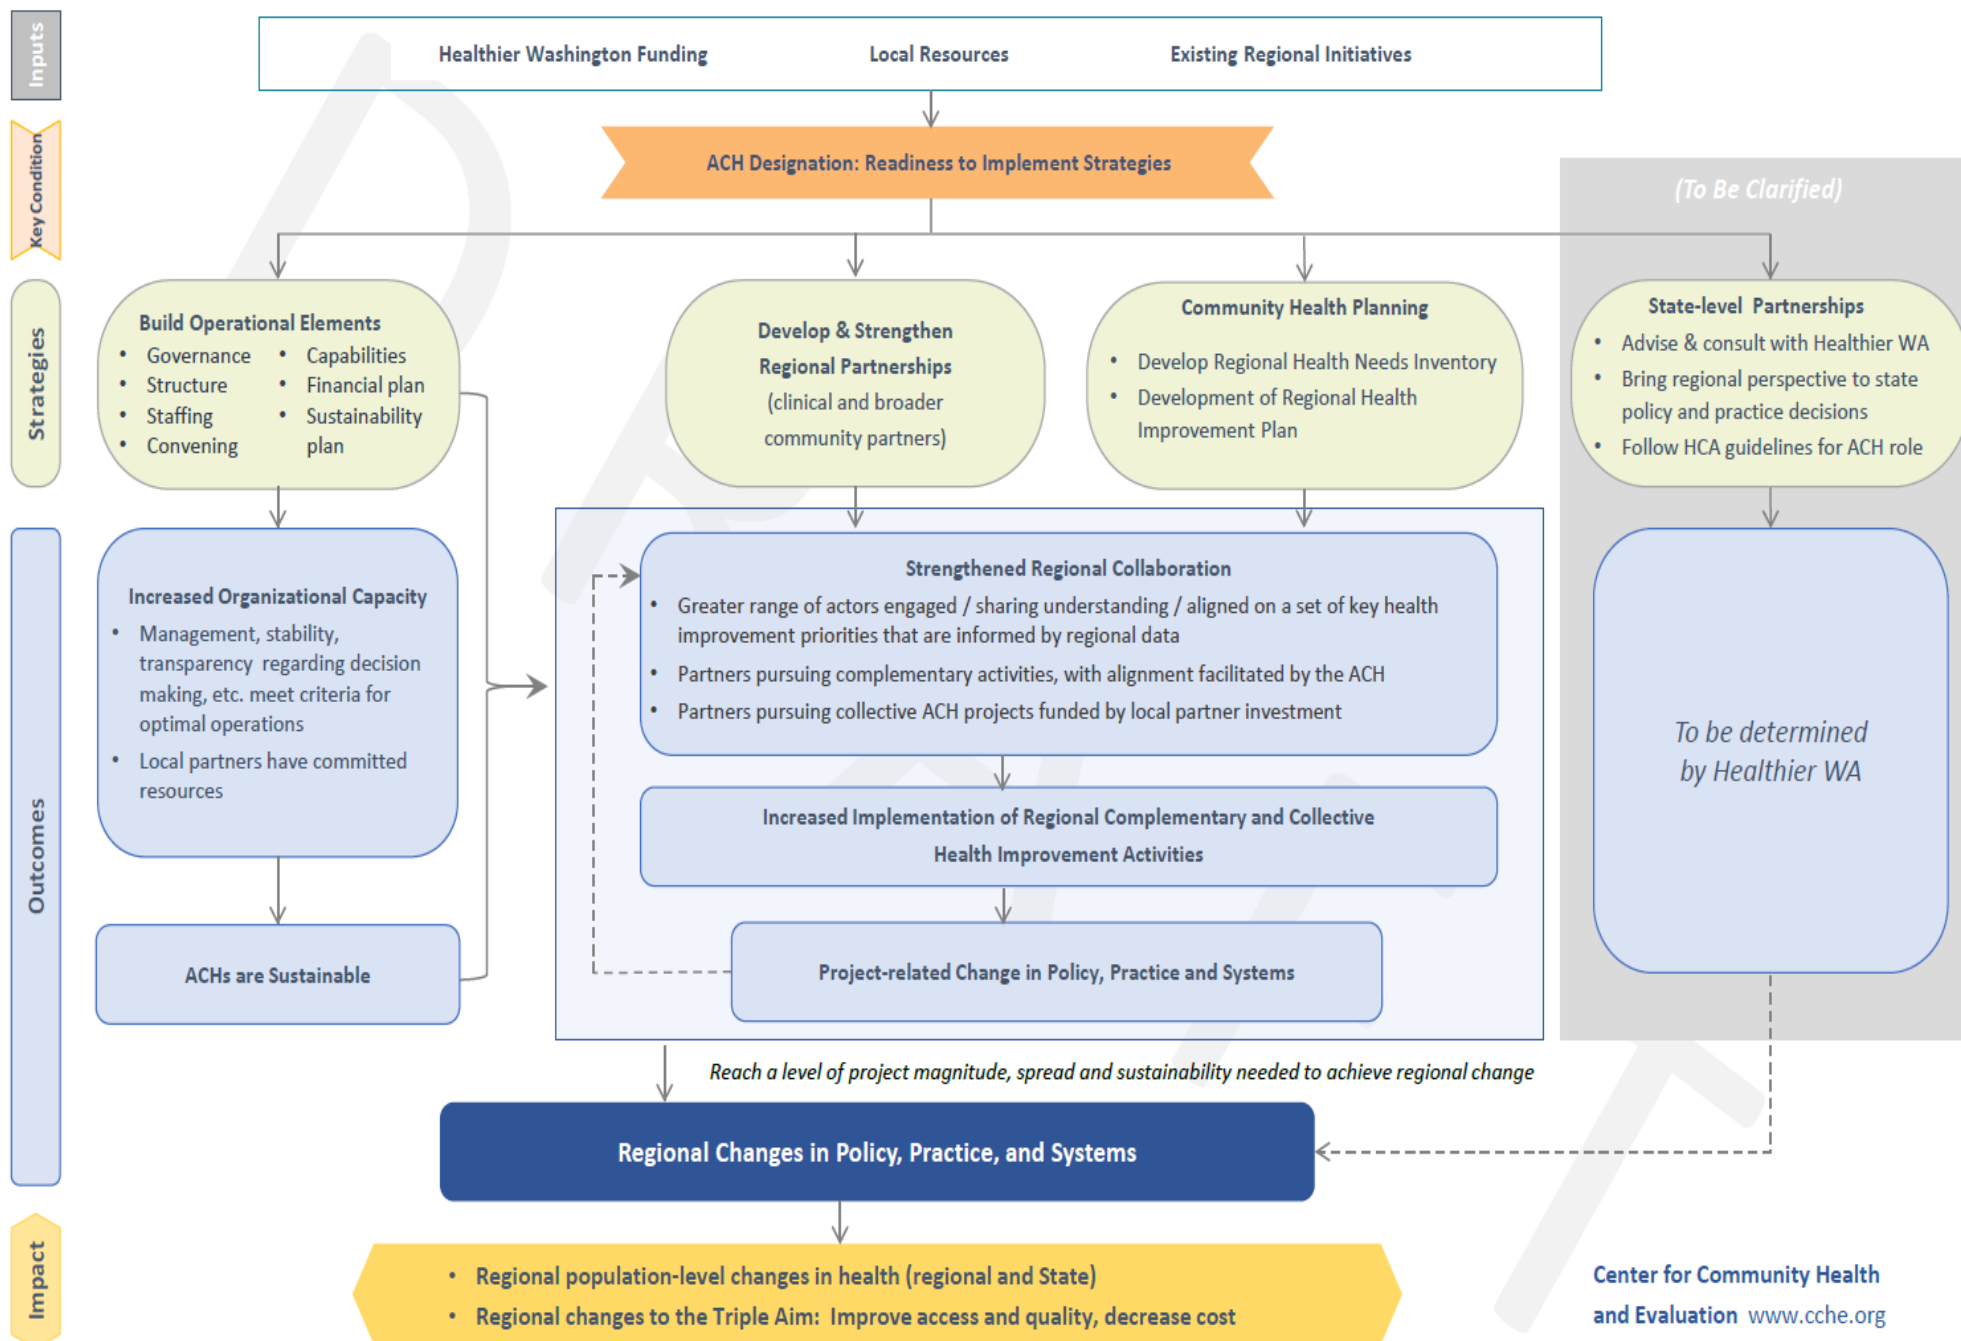 Inputs
Healthier Washington Funding
Local Resources
Existing Regional Initiatives
Key Condition
ACH Designation: Readiness to Implement Strategies
(To Be Clarified)
Strategies
Build Operational Elements
• Governance
• Structure
• Staffing
• Convening
• Capabilities
• Financial plan
• Sustainability
plan
Develop & Strengthen
Regional Partnerships
(clinical and broader
community partners)
Community Health Planning
• Develop Regional Health Needs Inventory
• Development of Regional Health
Improvement Plan
State-level Partnerships
• Advise & consult with Healthier WA
• Bring regional perspective to state
policy and practice decisions
• Follow HCA guidelines for ACH role
Outcomes
Increased Organizational Capacity
• Management, stability,
transparency regarding decision
making, etc. meet criteria for
optimal operations
• Local partners have committed
resources
ACHs are Sustainable
Strengthened Regional Collaboration
• Greater range of actors engaged / sharing understanding / aligned on a set of key health
improvement priorities that are informed by regional data
• Partners pursuing complementary activities, with alignment facilitated by the ACH
• Partners pursuing collective ACH projects funded by local partner investment
Increased Implementation of Regional Complementary and Collective
Health Improvement Activities
Project-related Change in Policy, Practice and Systems
To be determined
by Healthier WA
Reach a level of project magnitude, spread and sustainability needed to achieve regional change
Regional Changes in Policy, Practice, and Systems
Impact
• Regional population-level changes in health (regional and State)
• Regional changes to the Triple Aim: Improve access and quality, decrease cost
Center for Community Health
and Evaluation www.cche.org
DRAFT